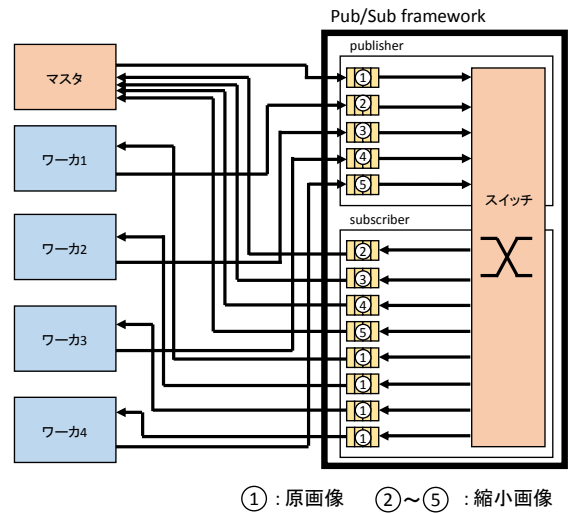 Pub/Sub framework
publisher
マスタ
①
②
ワーカ1
③
④
⑤
スイッチ
ワーカ2
subscriber
②
③
④
ワーカ3
⑤
①
①
①
ワーカ4
①
① : 原画像 ②~⑤ : 縮小画像